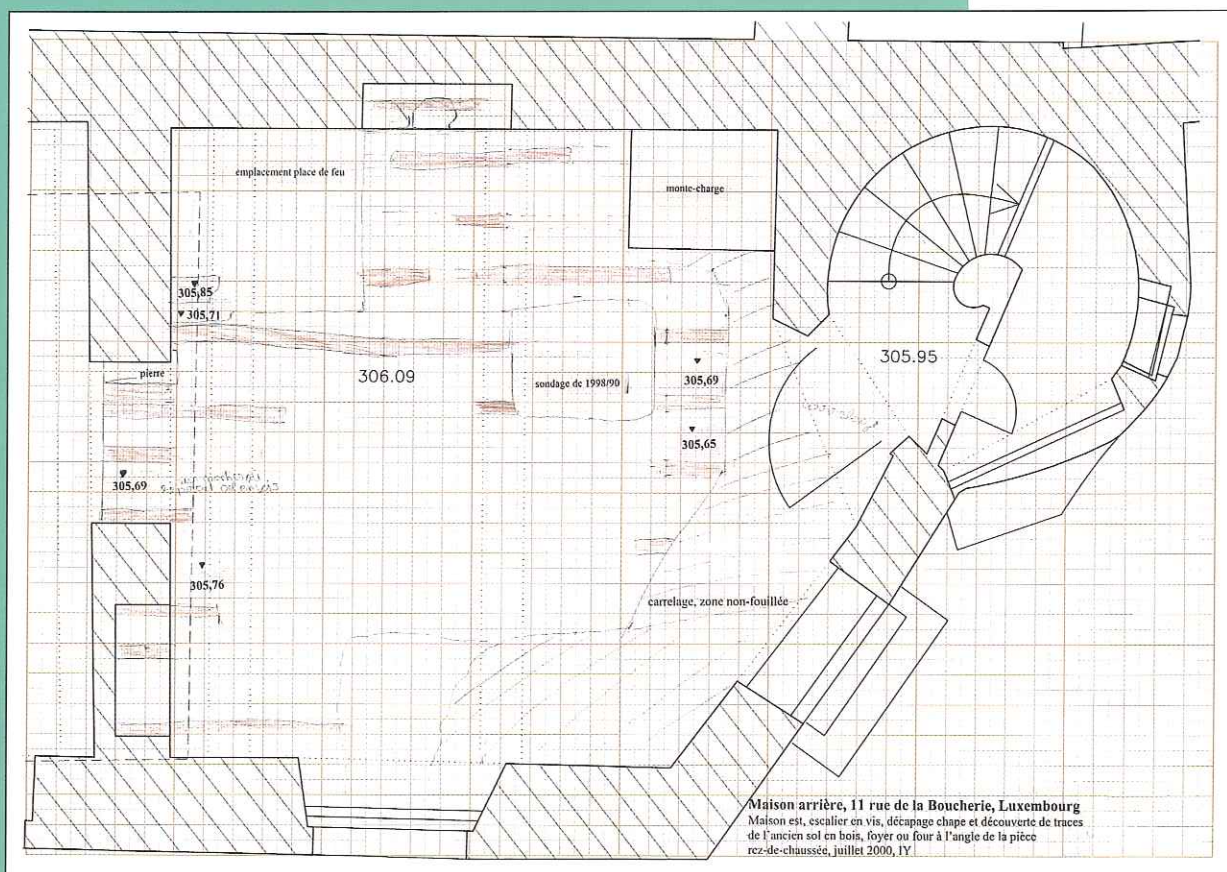 emplacement place de feu
monte-charge
305,85
305,71
306.09
305.95
pierre
sondage de 1998/90
305,69
305,65
305,69
305,76
carrelage, zone non-fouillée
Maison arrière, 11 rue de la Boucherie, Luxembourg
Maison est, escalier en vis, décapage chape et découverte de traces
de l'ancien sol en bois, foyer ou four à l'angle de la pièce
rez-de-chaussée, juillet 2000, IY